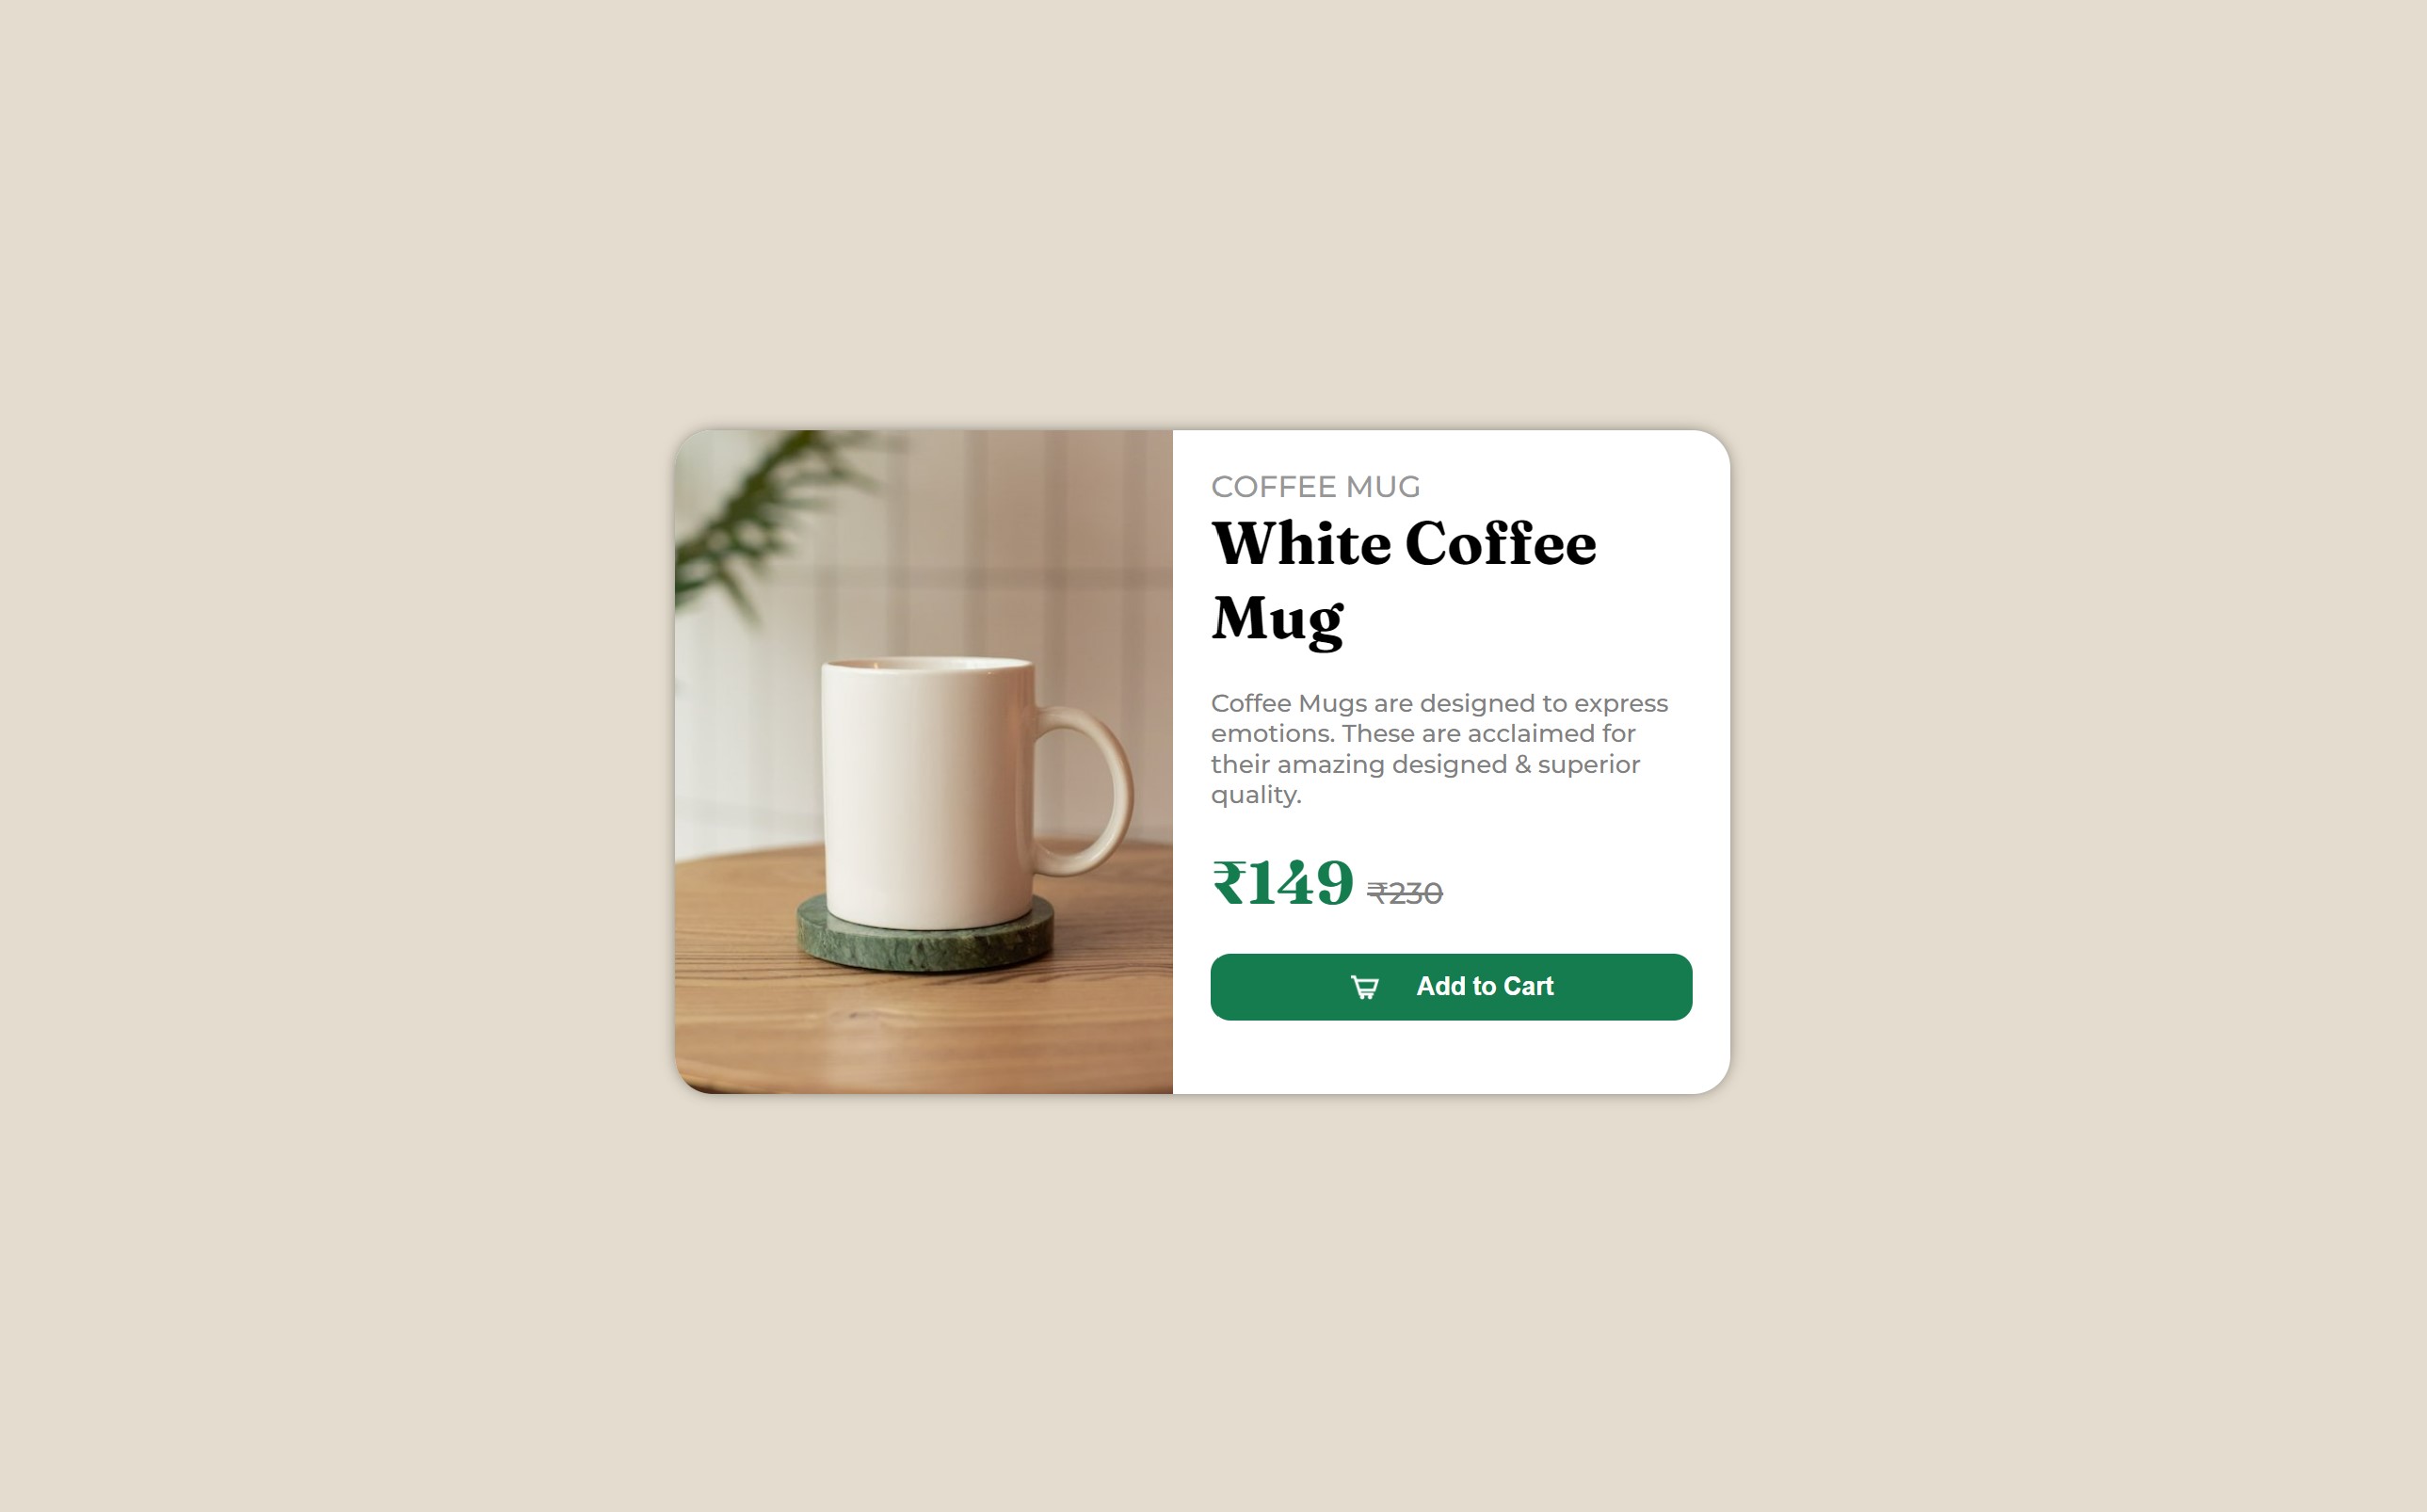 COFFEE MUG
White Coffee
Mug
Coffee Mugs are designed to express
emotions. These are acclaimed for
their amazing designed & superior
quality.
₹149 ₹230
Add to Cart